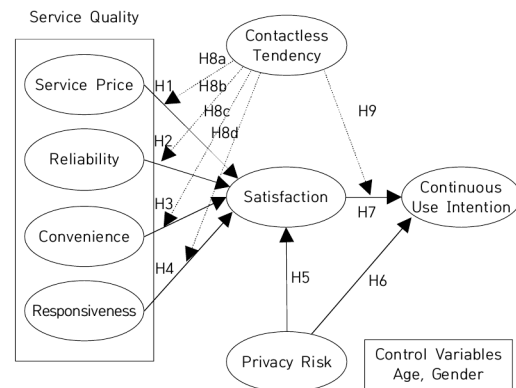 Service Quality
Contactless
Tendency
Service Price
H1
H8a
H8b
H8c
H8d
H9
Reliability
H2
Satisfaction
Continuous
Use Intention
H7
Convenience
H3
H4
H5
H6
Responsiveness
Privacy Risk
Control Variables
Age, Gender